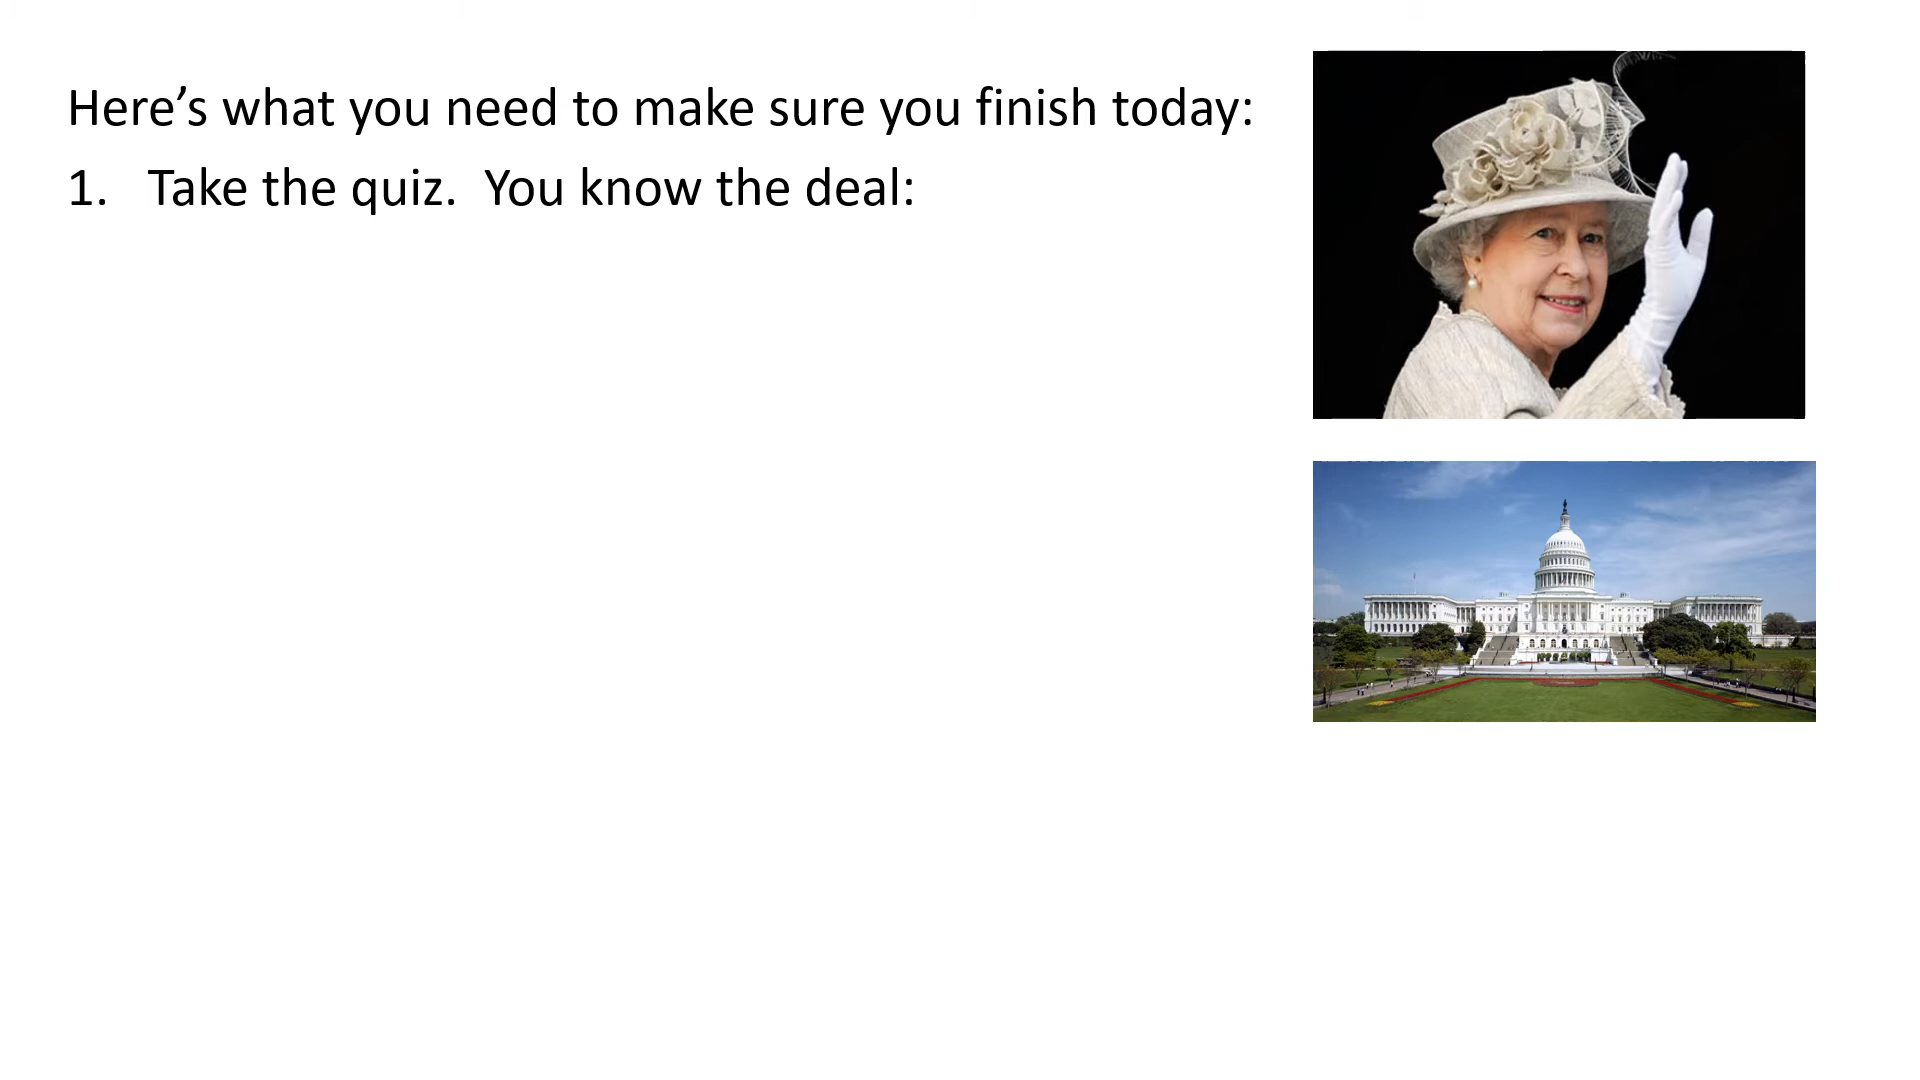 Here’s what you need to make sure you finish today:
1. Take the quiz.  You know the deal: